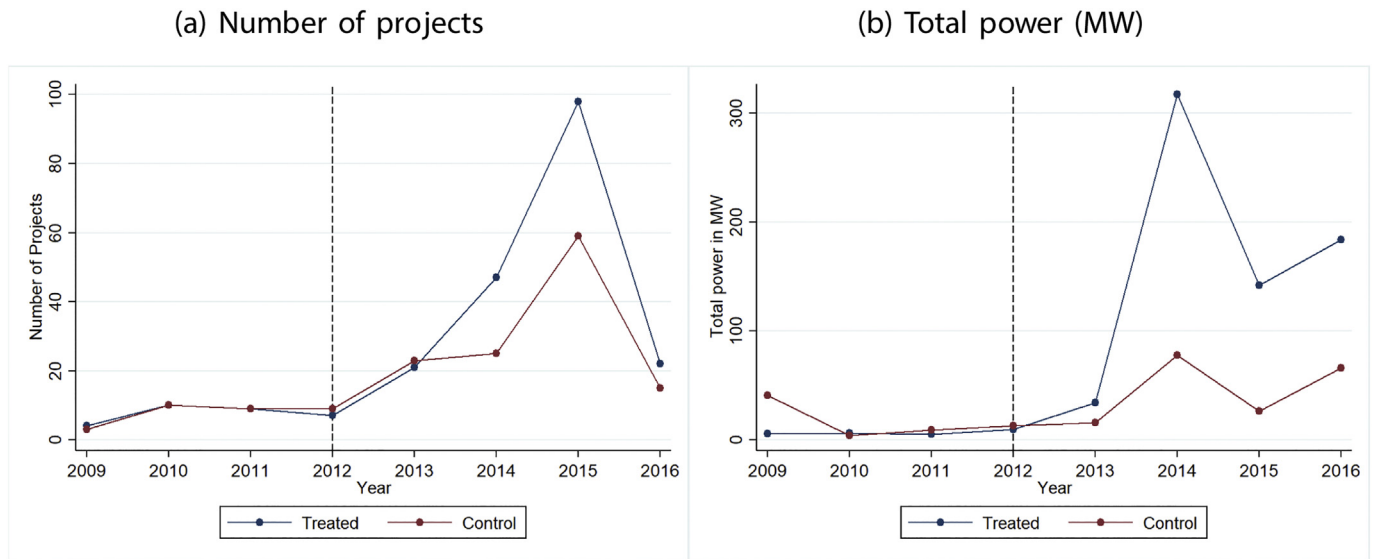 (a) Number of projects
Number of Projects
100
80
60
40
20
0
2009 2010 2011 2012 2013 2014 2015 2016
Year
Treated Control
(b) Total power (MW)
Total power in MW
300
200
100
0
2009 2010 2011 2012 2013 2014 2015 2016
Year
Treated Control